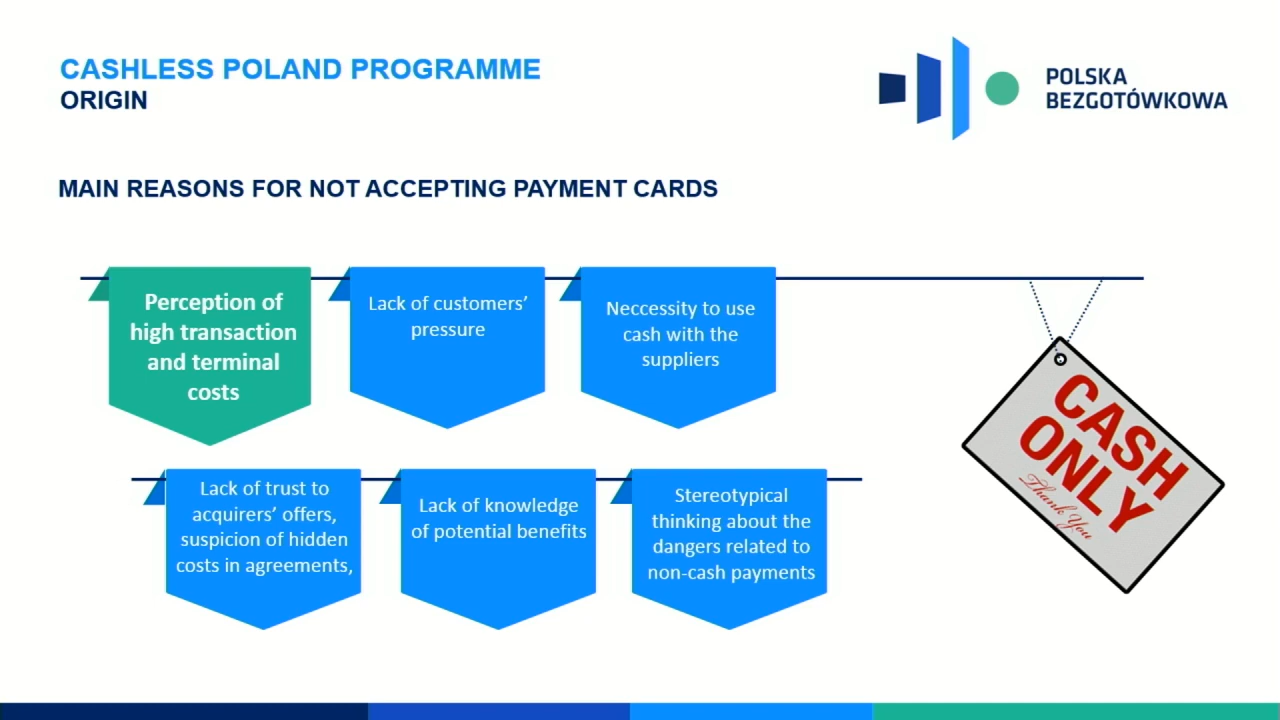 CASHLESS POLAND PROGRAMME
ORIGIN
POLSKA
BEZGOTÓWKOWA
MAIN REASONS FOR NOT ACCEPTING PAYMENT CARDS
Perception of
high transaction
and terminal
costs
Lack of customers’
pressure
Neccessity to use
cash with the
suppliers
Lack of trust to
acquirers’ offers,
suspicion of hidden
costs in agreements,
Lack of knowledge
of potential benefits
Stereotypical
thinking about the
dangers related to
non-cash payments
CASH
ONLY
Thank You